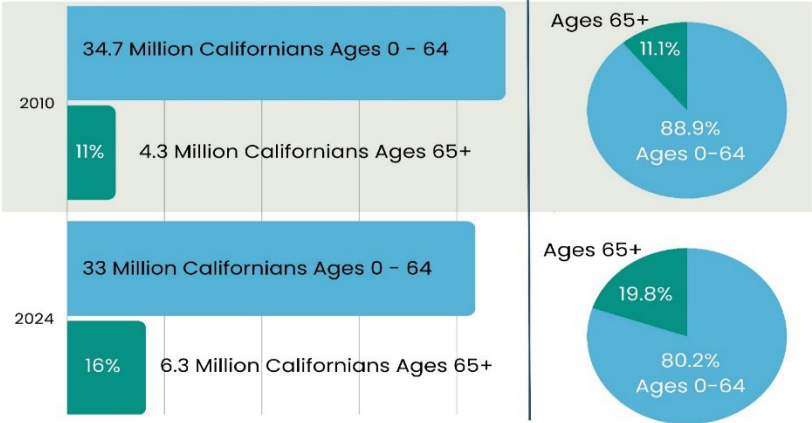 34.7 Million Californians Ages 0 - 64
2010
11%
4.3 Million Californians Ages 65+
Ages 65+
11.1%
88.9%
Ages 0-64
33 Million Californians Ages 0 - 64
2024
16%
6.3 Million Californians Ages 65+
Ages 65+
19.8%
80.2%
Ages 0-64